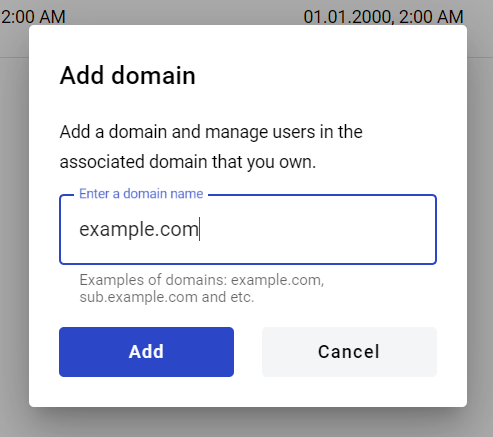 2:00 AM 01.01.2000, 2:00 AM
Add domain
Add a domain and manage users in the
associated domain that you own.
Enter a domain name
example.com
Examples of domains: example.com,
sub.example.com and etc.
Add Cancel